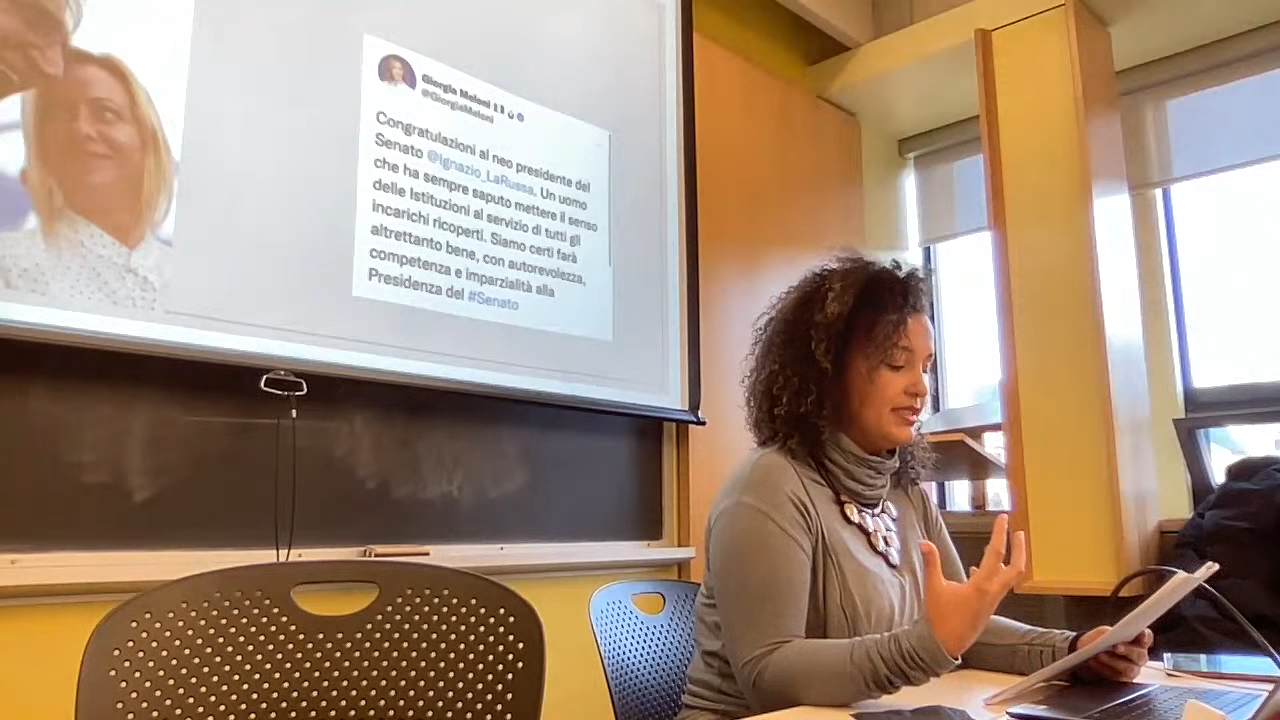 Giorgia Meloni
@GiorgiaMeloni
Congratulazioni al neo presidente del
Senato @Ignazio_LaRussa. Un uomo
che ha sempre saputo mettere il senso
delle Istituzioni al servizio di tutti gli
incarichi ricoperti. Siamo certi farà
altrettanto bene, con autorevolezza,
competenza e imparzialità alla
Presidenza del #Senato